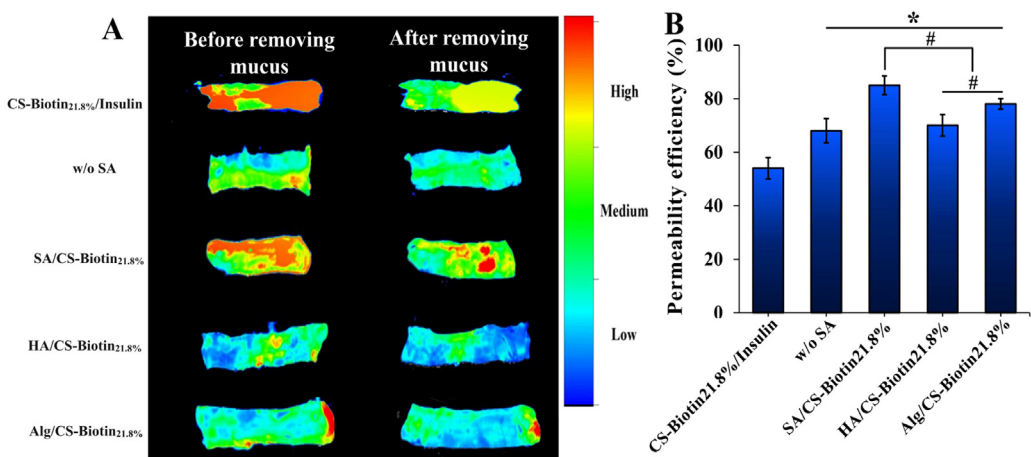 A
Before removing
mucus
After removing
mucus
CS-Biotin21.8%/Insulin
w/o SA
SA/CS-Biotin21.8%
HA/CS-Biotin21.8%
Alg/CS-Biotin21.8%
High
Medium
Low
B
Permeability efficiency (%)
100
80
60
40
20
0
*
#
#
CS-Biotin21.8%/Insulin
w/o SA
SA/CS-Biotin21.8%
HA/CS-Biotin21.8%
Alg/CS-Biotin21.8%